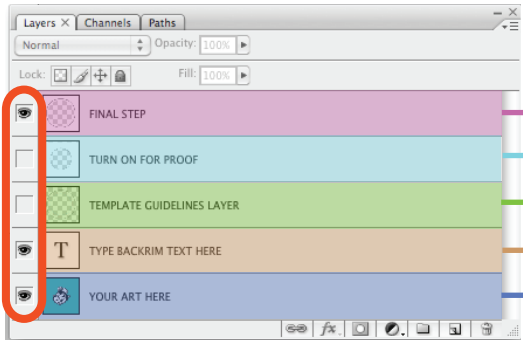 Layers × Channels Paths
Normal Opacity: 100%
Lock: Fill: 100%
FINAL STEP
TURN ON FOR PROOF
TEMPLATE GUIDELINES LAYER
T TYPE BACKRIM TEXT HERE
YOUR ART HERE
fx.